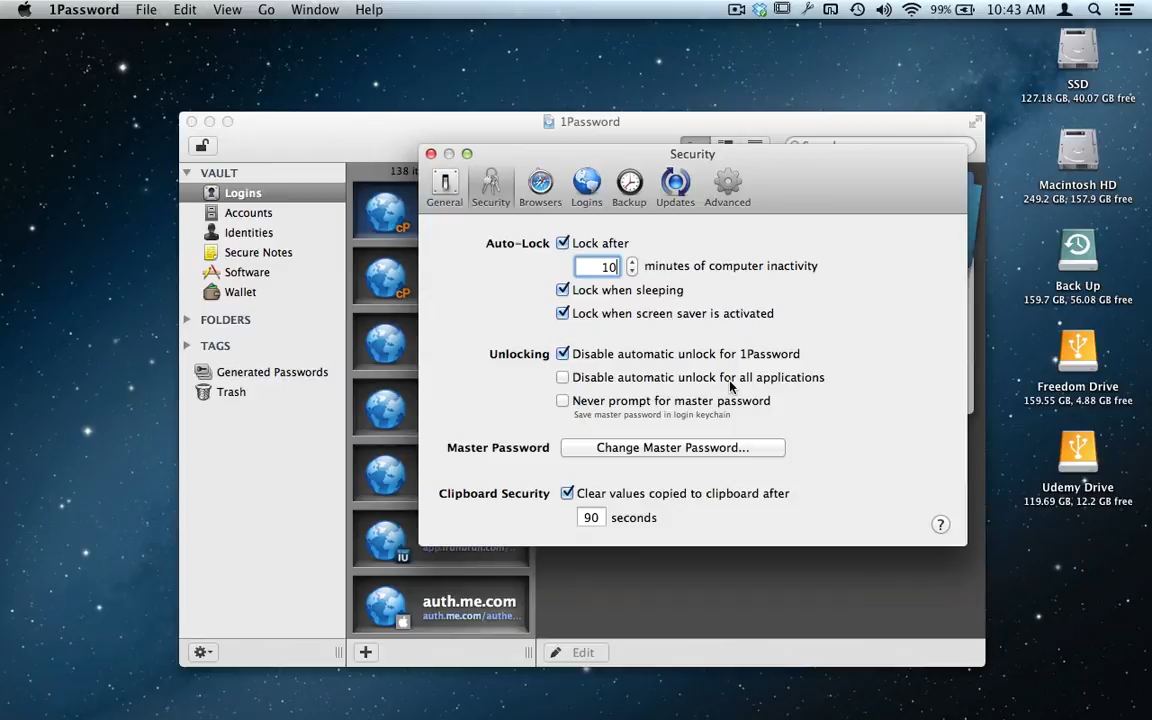 1Password File Edit View Go Window Help
99% 10:43 AM
SSD
127.18 GB, 40.07 GB free
Macintosh HD
249.2 GB; 157.9 GB free
Back Up
159.7 GB, 56.08 GB free
Freedom Drive
159.55 GB, 4.88 GB free
Udemy Drive
119.69 GB, 12.2 GB free
1Password
VAULT
Logins
Accounts
Identities
Secure Notes
Software
Wallet
FOLDERS
TAGS
Generated Passwords
Trash
cP
cP
IU
auth.me.com
auth.me.com/authe...
Edit
Security
General Security Browsers Logins Backup Updates Advanced
Auto-Lock Lock after
10 minutes of computer inactivity
Lock when sleeping
Lock when screen saver is activated
Unlocking Disable automatic unlock for 1Password
Disable automatic unlock for all applications
Never prompt for master password
Save master password in login keychain
Master Password Change Master Password...
Clipboard Security Clear values copied to clipboard after
90 seconds
?